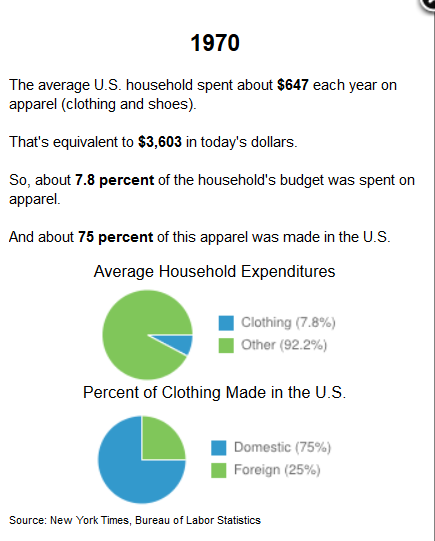 1970
The average U.S. household spent about $647 each year on
apparel (clothing and shoes).
That's equivalent to $3,603 in today's dollars.
So, about 7.8 percent of the household's budget was spent on
apparel.
And about 75 percent of this apparel was made in the U.S.
Average Household Expenditures
Clothing (7.8%)
Other (92.2%)
Percent of Clothing Made in the U.S.
Domestic (75%)
Foreign (25%)
Source: New York Times, Bureau of Labor Statistics